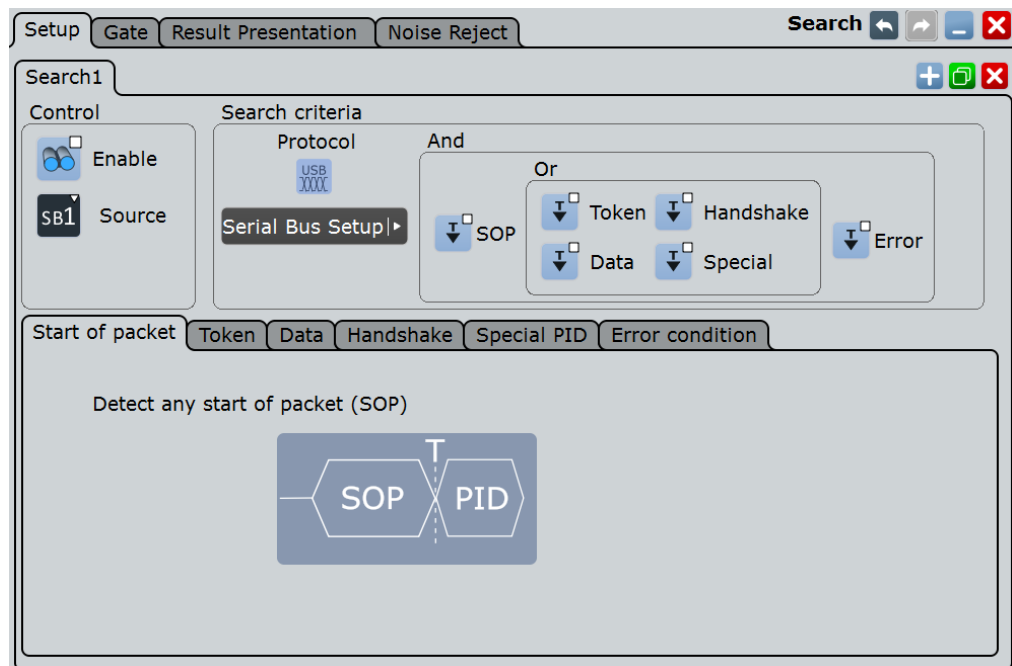 Setup Gate Result Presentation Noise Reject Search
Search1
Control Search criteria
Protocol And
Or
USB
Enable
T Token T Handshake
SB1 Source Serial Bus Setup T SOP
T Error
T Data T Special
Start of packet Token Data Handshake Special PID Error condition
Detect any start of packet (SOP)
T
SOP PID